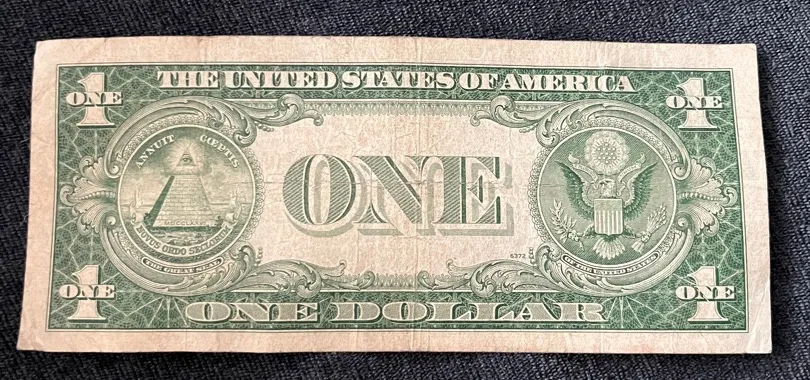 THE UNITED STATES OF AMERICA
1
ONE
1
ONE
ANNUIT CŒPTIS
NOVUS ORDO SECLORUM
THE GREAT SEAL
ONE
6372
OF THE UNITED STATES
1
ONE
1
ONE
ONE DOLLAR